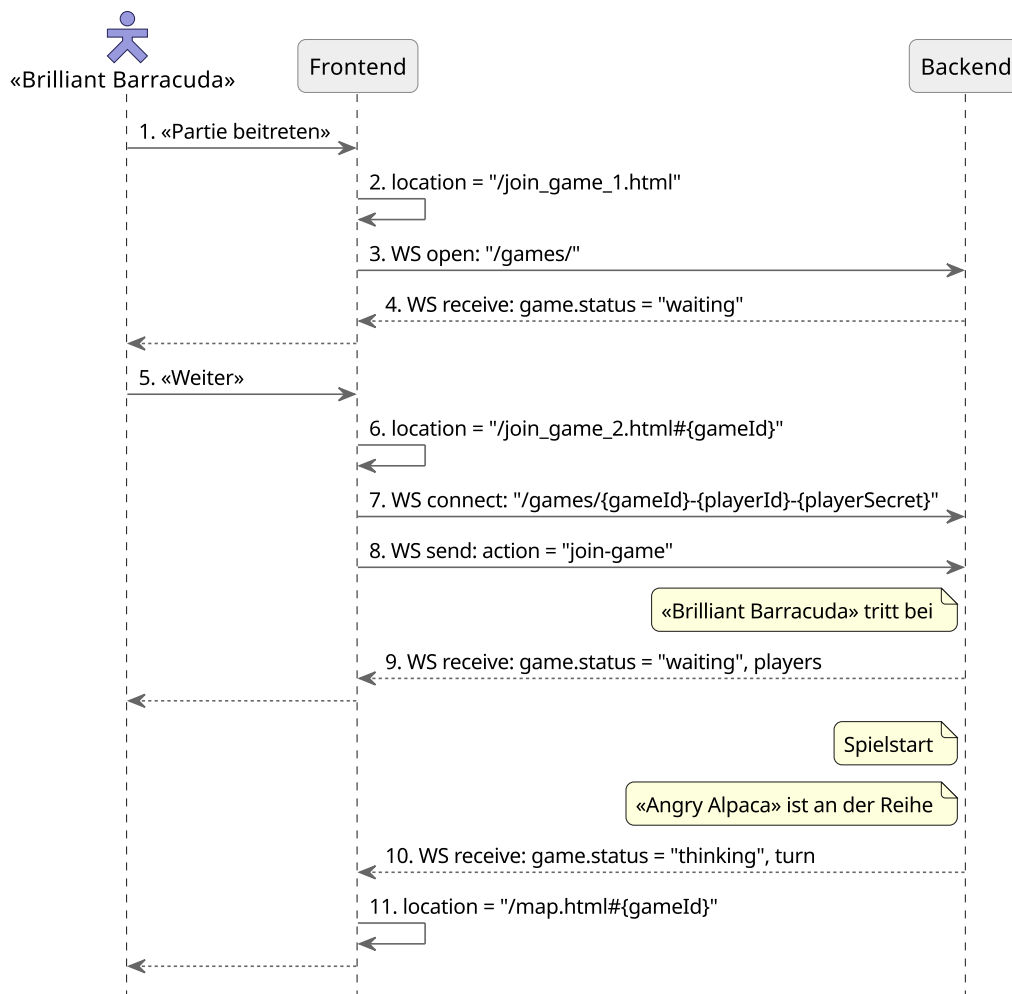 «Brilliant Barracuda»
Frontend
Backend
1. «Partie beitreten»
2. location = "/join_game_1.html"
3. WS open: "/games/"
4. WS receive: game.status = "waiting"
5. «Weiter»
6. location = "/join_game_2.html#{gameId}"
7. WS connect: "/games/{gameId}-{playerId}-{playerSecret}"
8. WS send: action = "join-game"
«Brilliant Barracuda» tritt bei
9. WS receive: game.status = "waiting", players
Spielstart
«Angry Alpaca» ist an der Reihe
10. WS receive: game.status = "thinking", turn
11. location = "/map.html#{gameId}"